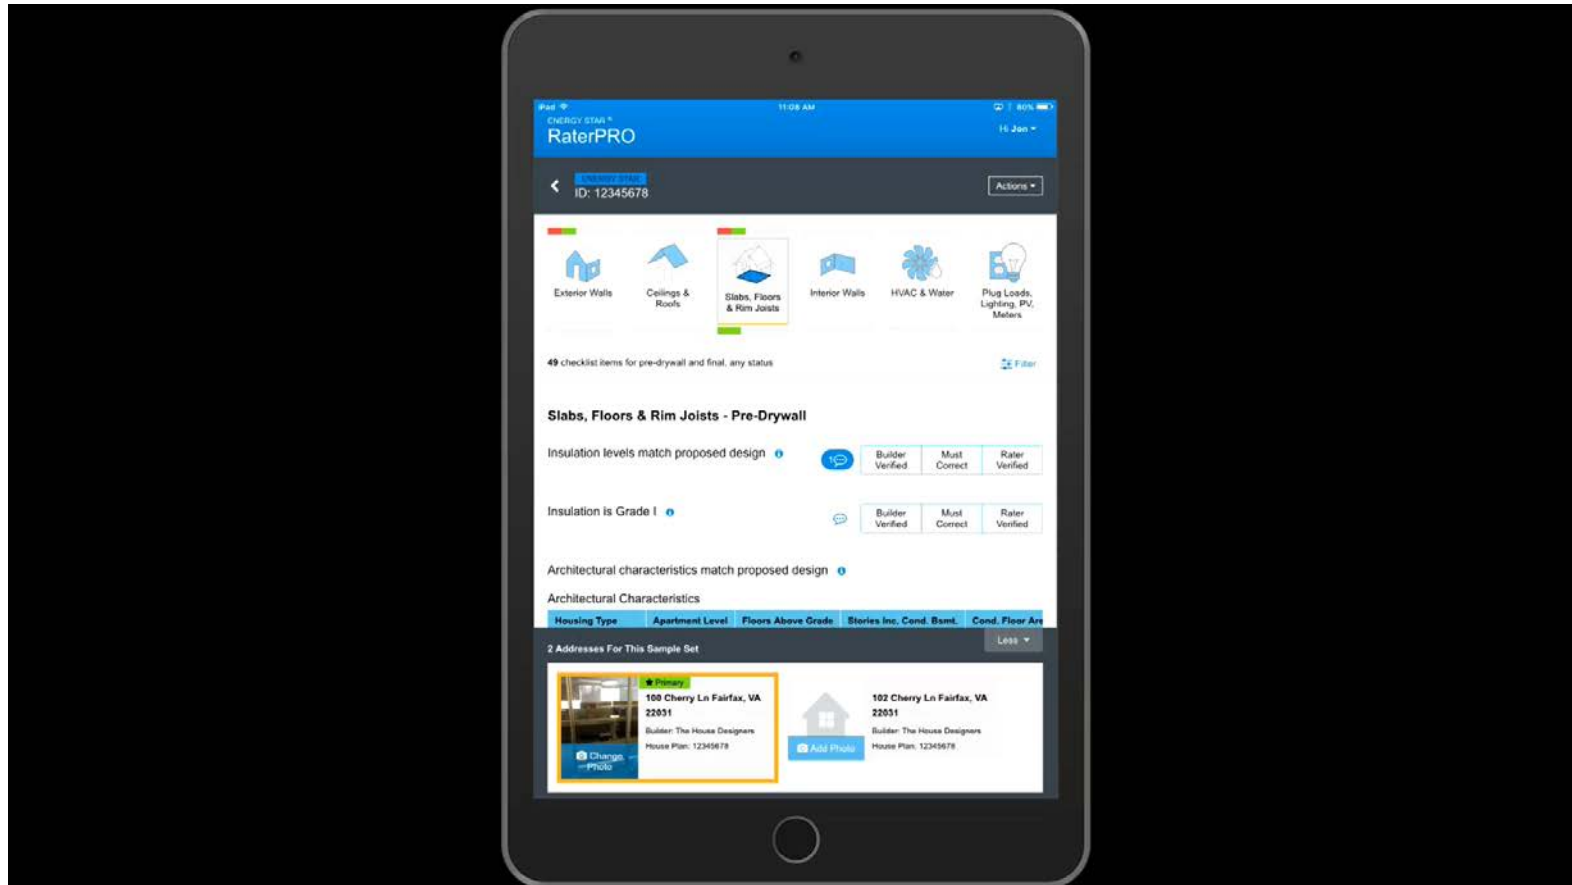 iPad 11:08 AM 80%
ENERGY STAR®
RaterPRO
Hi Jon
ENERGY STAR
ID: 12345678
Actions
Exterior Walls
Ceilings &
Roofs
Slabs, Floors
& Rim Joists
Interior Walls
HVAC & Water
Plug Loads,
Lighting, PV,
Meters
49 checklist items for pre-drywall and final, any status
Filter
Slabs, Floors & Rim Joists - Pre-Drywall
Insulation levels match proposed design
1
Builder
Verified
Must
Correct
Rater
Verified
Insulation is Grade I
Builder
Verified
Must
Correct
Rater
Verified
Architectural characteristics match proposed design
Architectural Characteristics
Housing Type Apartment Level Floors Above Grade Stories Inc. Cond. Bsmt. Cond. Floor Are
2 Addresses For This Sample Set
Less
Primary
100 Cherry Ln Fairfax, VA
22031
Builder: The House Designers
House Plan: 12345678
Change
Photo
102 Cherry Ln Fairfax, VA
22031
Builder: The House Designers
House Plan: 12345678
Add Photo